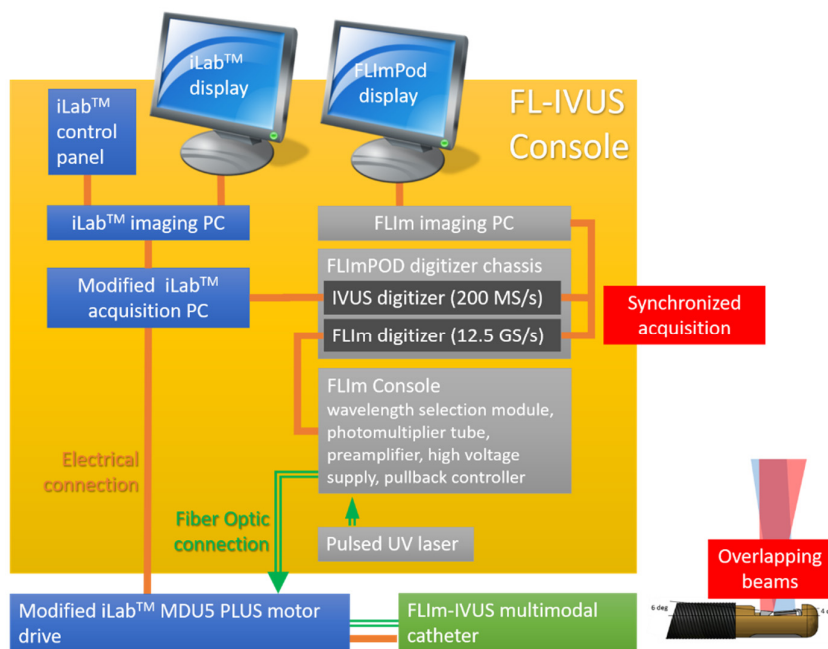 iLab™
display
FLImPod
display
FL-IVUS
Console
iLab™
control
panel
iLab™ imaging PC
FLIm imaging PC
Modified iLab™
acquisition PC
FLImPOD digitizer chassis
IVUS digitizer (200 MS/s)
FLIm digitizer (12.5 GS/s)
Synchronized
acquisition
FLIm Console
wavelength selection module,
photomultiplier tube,
preamplifier, high voltage
supply, pullback controller
Electrical
connection
Fiber Optic
connection
Pulsed UV laser
Overlapping
beams
Modified iLab™ MDU5 PLUS motor
drive
FLIm-IVUS multimodal
catheter
6 deg
4